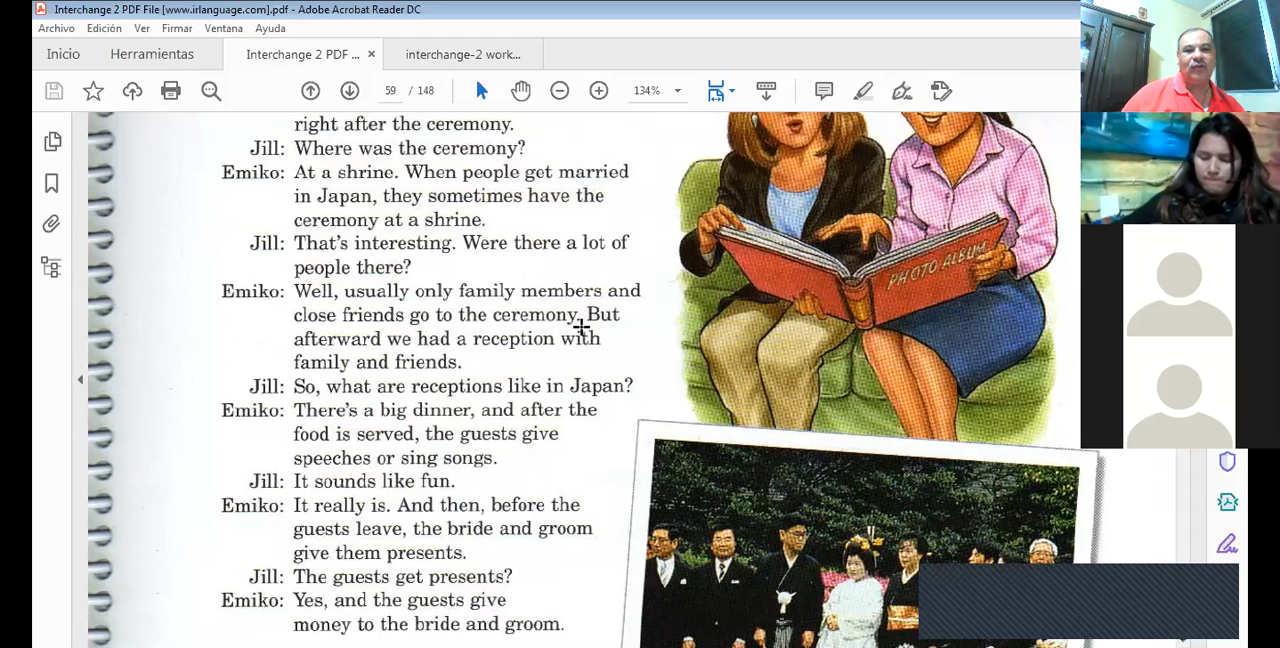 Interchange 2 PDF File [www.irlanguage.com].pdf - Adobe Acrobat Reader DC
Archivo Edición Ver Firmar Ventana Ayuda
Inicio Herramientas Interchange 2 PDF ... × interchange-2 work...
59 / 148 134%
right after the ceremony.
Jill: Where was the ceremony?
Emiko: At a shrine. When people get married
in Japan, they sometimes have the
ceremony at a shrine.
Jill: That's interesting. Were there a lot of
people there?
Emiko: Well, usually only family members and
close friends go to the ceremony. But
afterward we had a reception with
family and friends.
Jill: So, what are receptions like in Japan?
Emiko: There's a big dinner, and after the
food is served, the guests give
speeches or sing songs.
Jill: It sounds like fun.
Emiko: It really is. And then, before the
guests leave, the bride and groom
give them presents.
Jill: The guests get presents?
Emiko: Yes, and the guests give
money to the bride and groom.
PHOTO ALBUM